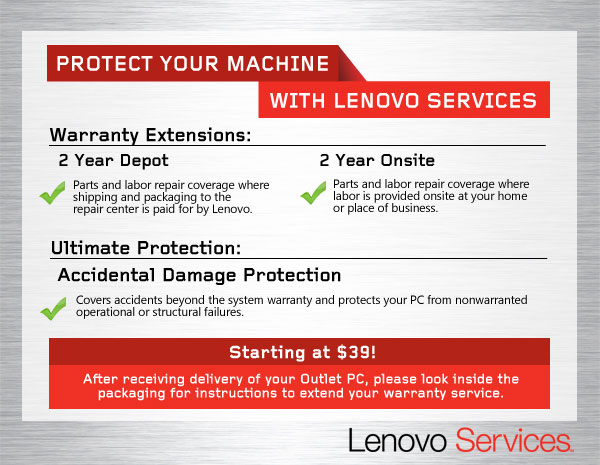 PROTECT YOUR MACHINE
WITH LENOVO SERVICES
Warranty Extensions:
2 Year Depot
Parts and labor repair coverage where
shipping and packaging to the
repair center is paid for by Lenovo.
2 Year Onsite
Parts and labor repair coverage where
labor is provided onsite at your home
or place of business.
Ultimate Protection:
Accidental Damage Protection
Covers accidents beyond the system warranty and protects your PC from nonwarranted
operational or structural failures.
Starting at $39!
After receiving delivery of your Outlet PC, please look inside the
packaging for instructions to extend your warranty service.
Lenovo Services